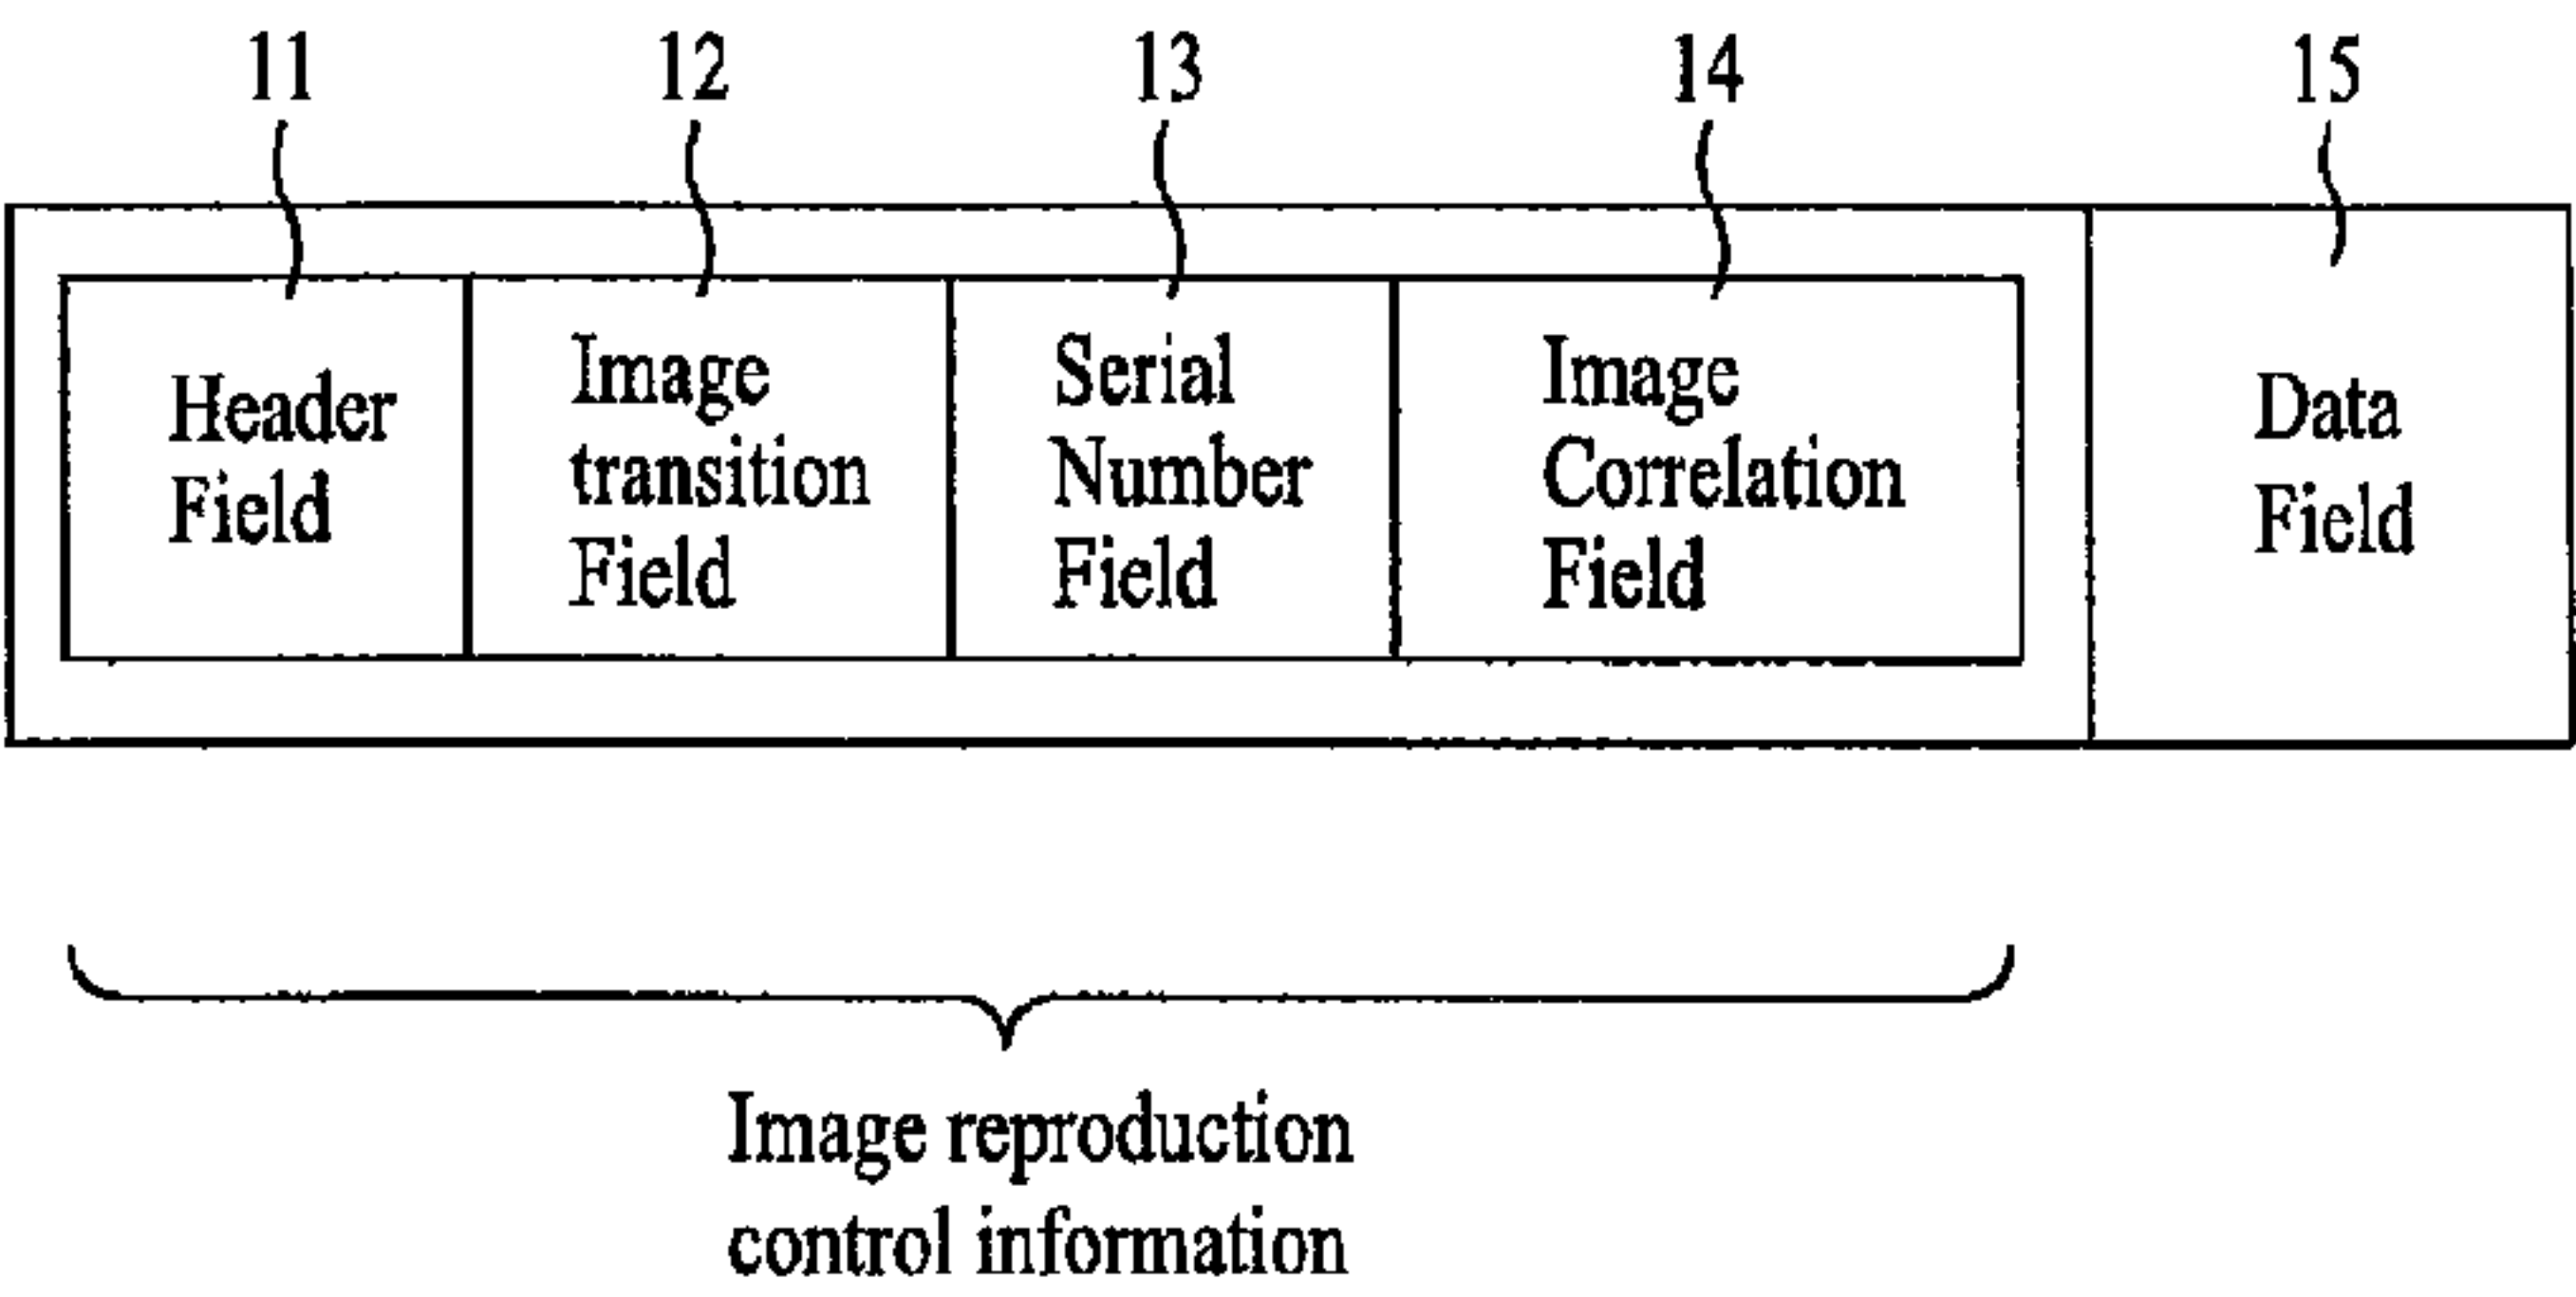 11 12 13 14 15
Header
Field
Image
transition
Field
Serial
Number
Field
Image
Correlation
Field
Data
Field
Image reproduction
control information